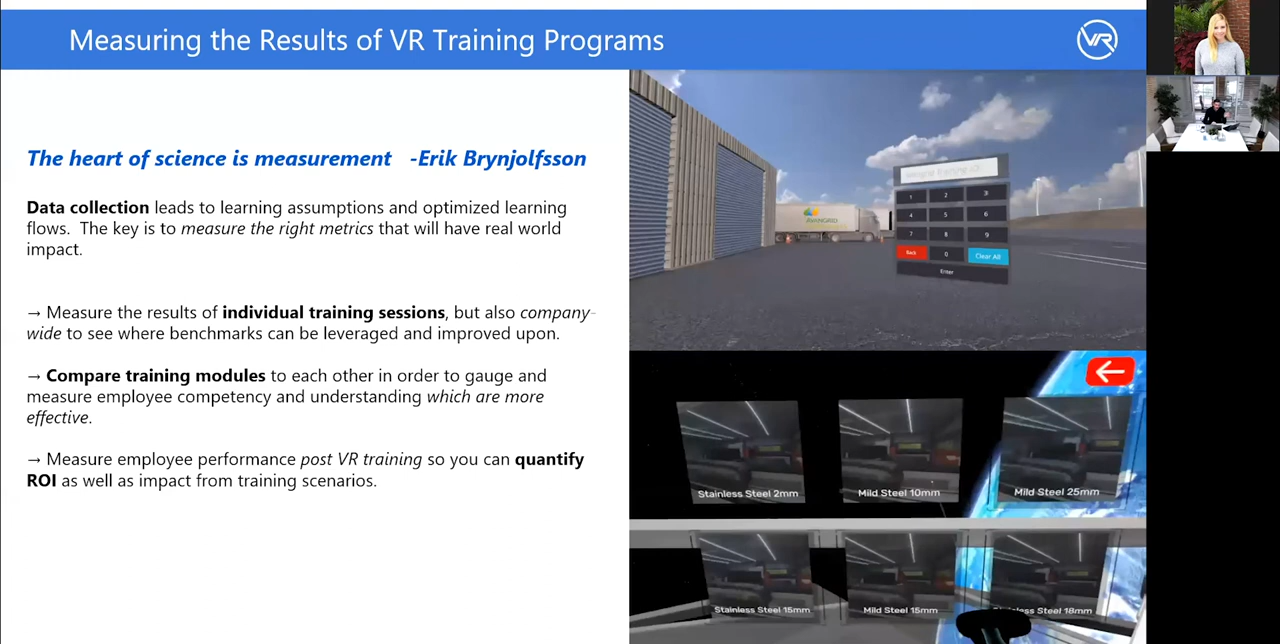 Measuring the Results of VR Training Programs
VR
The heart of science is measurement -Erik Brynjolfsson
Data collection leads to learning assumptions and optimized learning
flows. The key is to measure the right metrics that will have real world
impact.
→ Measure the results of individual training sessions, but also company-
wide to see where benchmarks can be leveraged and improved upon.
→ Compare training modules to each other in order to gauge and
measure employee competency and understanding which are more
effective.
→ Measure employee performance post VR training so you can quantify
ROI as well as impact from training scenarios.
AVANGRID
1 2 3
4 5 6
7 8 9
Back 0 Clear All
Enter
Stainless Steel 2mm
Mild Steel 10mm
Mild Steel 25mm
Stainless Steel 15mm
Mild Steel 15mm
Steel 18mm